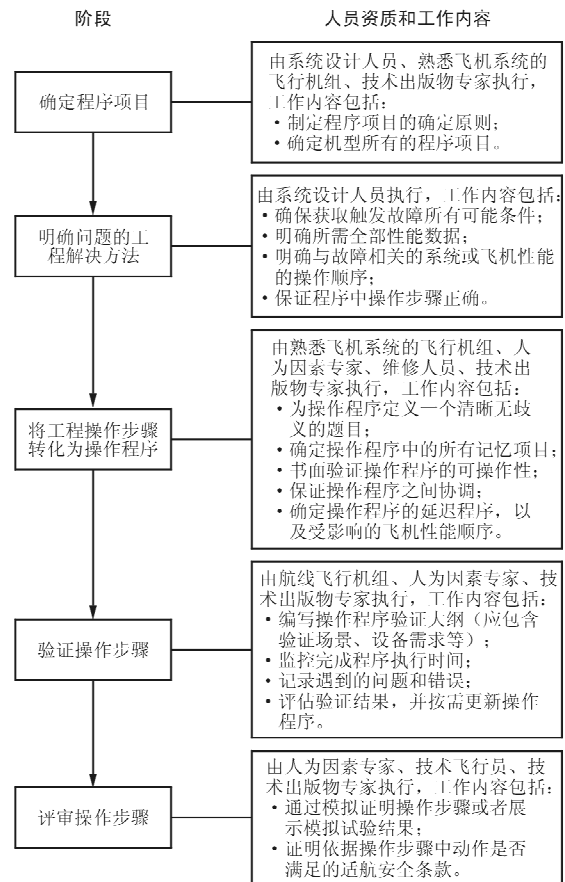 阶段
人员资质和工作内容
确定程序项目
由系统设计人员、熟悉飞机系统的
飞行机组、技术出版物专家执行，
工作内容包括：
·制定程序项目的确定原则；
·确定机型所有的程序项目。
明确问题的工
程解决方法
由系统设计人员执行，工作内容包括：
·确保获取触发故障所有可能条件；
·明确所需全部性能数据；
·明确与故障相关的系统或飞机性能
的操作顺序；
·保证程序中操作步骤正确。
将工程操作步骤
转化为操作程序
由熟悉飞机系统的飞行机组、人
为因素专家、维修人员、技术出
版物专家执行，工作内容包括：
·为操作程序定义一个清晰无歧
义的题目；
·确定操作程序中的所有记忆项目；
·书面验证操作程序的可操作性；
·保证操作程序之间协调；
·确定操作程序的延迟程序，以
及受影响的飞机性能顺序。
验证操作步骤
由航线飞行机组、人为因素专家、技
术出版物专家执行，工作内容包括：
·编写操作程序验证大纲（应包含
验证场景、设备需求等）；
·监控完成程序执行时间；
·记录遇到的问题和错误；
·评估验证结果，并按需更新操作
程序。
评审操作步骤
由人为因素专家、技术飞行员、技
术出版物专家执行，工作内容包括：
·通过模拟证明操作步骤或者展
示模拟试验结果；
·证明依据操作步骤中动作是否
满足的适航安全条款。